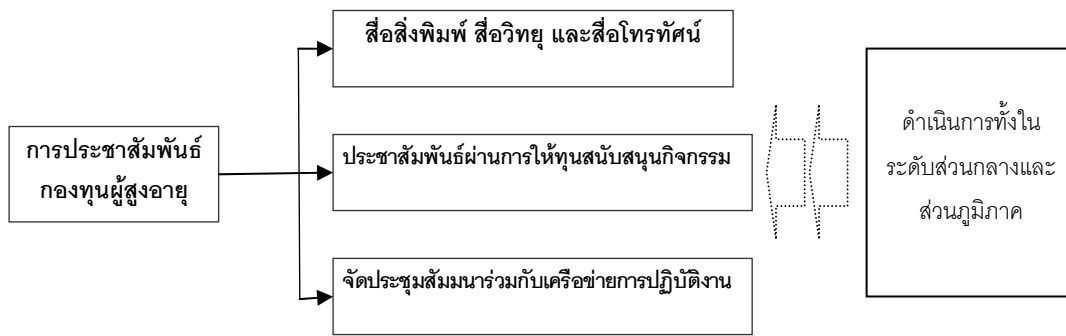 การประชาสัมพันธ์
กองทุนผู้สูงอายุ
สื่อสิ่งพิมพ์ สื่อวิทยุ และสื่อโทรทัศน์
ประชาสัมพันธ์ผ่านการให้ทุนสนับสนุนกิจกรรม
จัดประชุมสัมมนาร่วมกับเครือข่ายการปฏิบัติงาน
ดำเนินการทั้งใน
ระดับส่วนกลางและ
ส่วนภูมิภาค